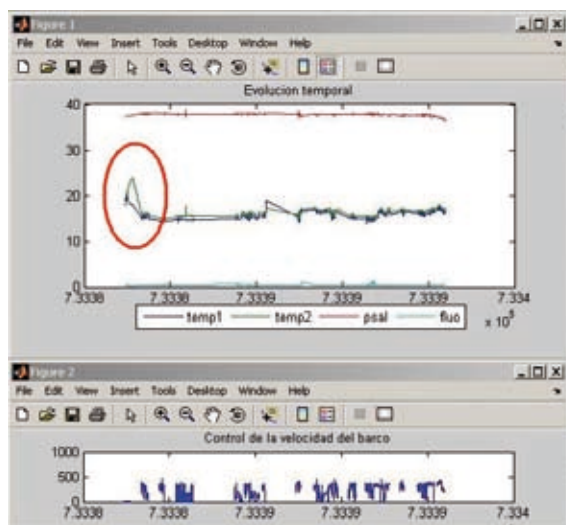 Figure 1
File Edit View Insert Tools Desktop Window Help
Evolucion temporal
40
30
20
10
0
7.3338 7.3338 7.3339 7.3339 7.3339 7.334
x 10⁵
temp1 temp2 psal fluo
Figure 2
File Edit View Insert Tools Desktop Window Help
Control de la velocidad del barco
1000
500
0
7.3338 7.3338 7.3339 7.3339 7.3339 7.334